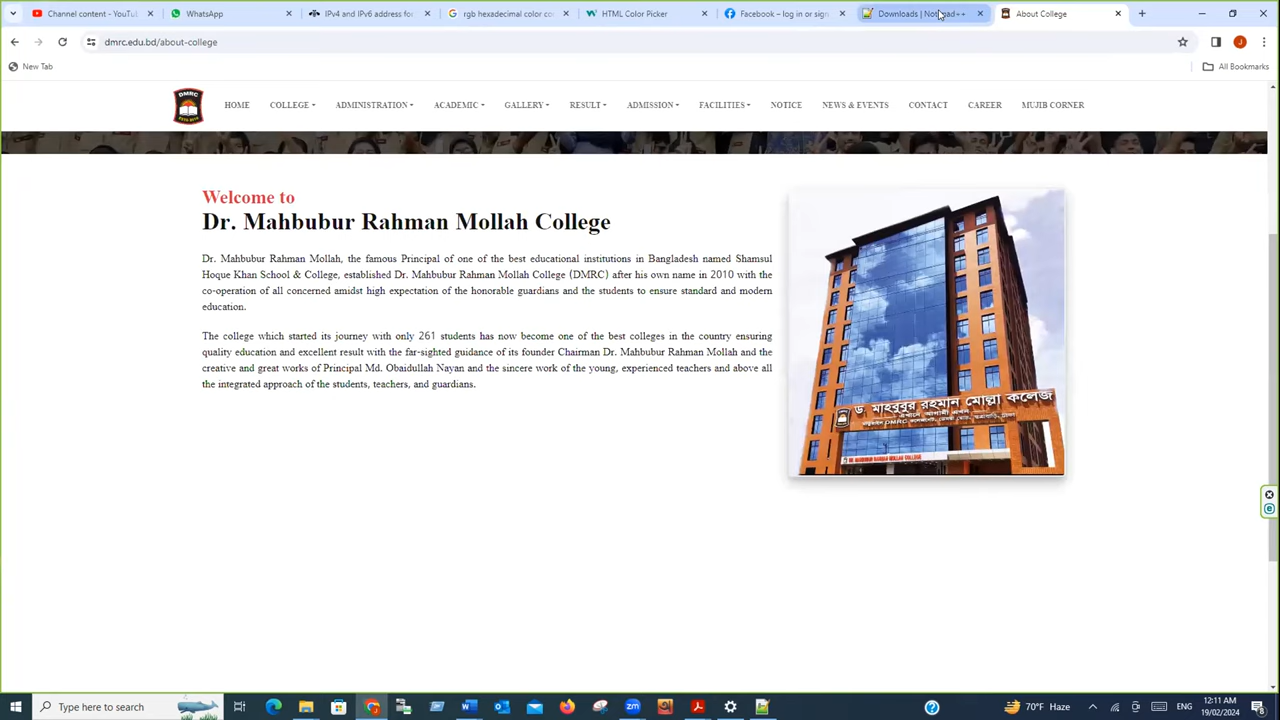 Channel content - YouTu
WhatsApp
IPv4 and IPv6 address for
rgb hexadecimal color co
HTML Color Picker
Facebook – log in or sign
Downloads | Notepad++
About College
dmrc.edu.bd/about-college
New Tab
All Bookmarks
DMRC
HOME
COLLEGE
ADMINISTRATION
ACADEMIC
GALLERY
RESULT
ADMISSION
FACILITIES
NOTICE
NEWS & EVENTS
CONTACT
CAREER
MUJIB CORNER
Welcome to
Dr. Mahbubur Rahman Mollah College
Dr. Mahbubur Rahman Mollah, the famous Principal of one of the best educational institutions in Bangladesh named Shamsul
Hoque Khan School & College, established Dr. Mahbubur Rahman Mollah College (DMRC) after his own name in 2010 with the
co-operation of all concerned amidst high expectation of the honorable guardians and the students to ensure standard and modern
education.
The college which started its journey with only 261 students has now become one of the best colleges in the country ensuring
quality education and excellent result with the far-sighted guidance of its founder Chairman Dr. Mahbubur Rahman Mollah and the
creative and great works of Principal Md. Obaidullah Nayan and the sincere work of the young, experienced teachers and above all
the integrated approach of the students, teachers, and guardians.
ড. মাহবুবুর রহমান মোল্লা কলেজ
DR. MAHBUBUR RAHMAN MOLLAH COLLEGE
Type here to search
70°F Haze
ENG
12:11 AM
19/02/2024